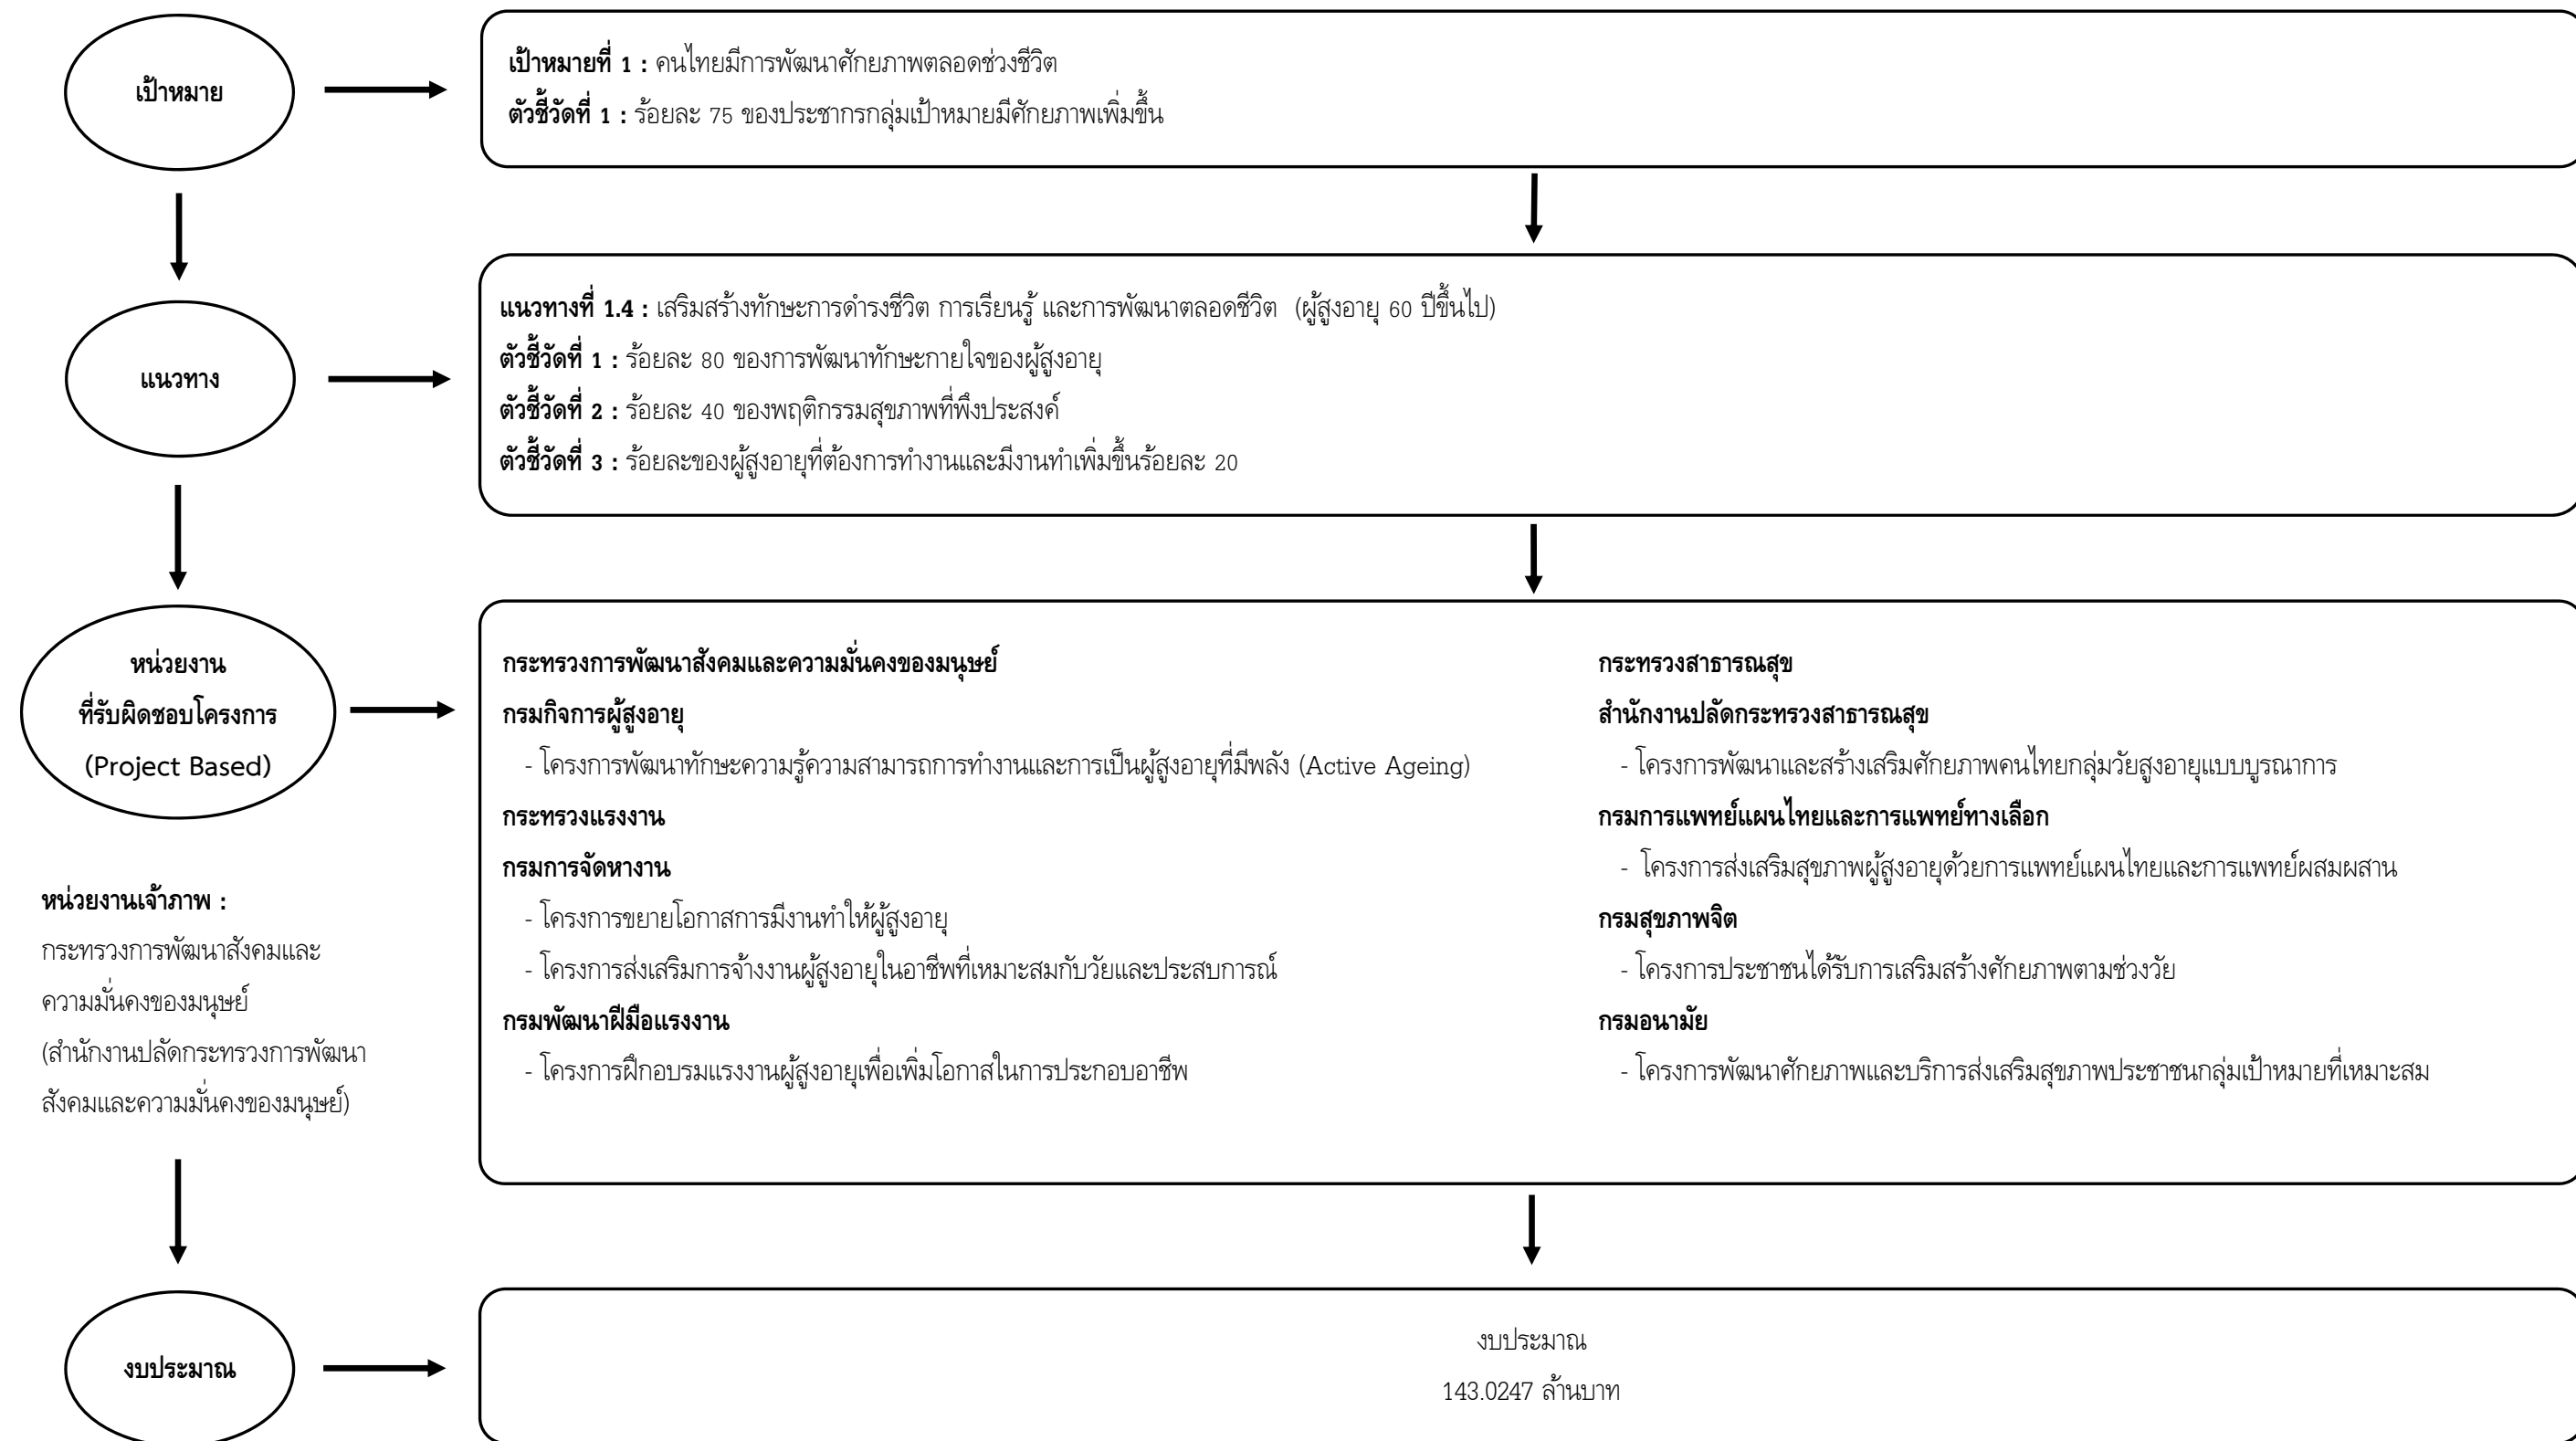 เป้าหมาย
เป้าหมายที่ 1 : คนไทยมีการพัฒนาศักยภาพตลอดช่วงชีวิต
ตัวชี้วัดที่ 1 : ร้อยละ 75 ของประชากรกลุ่มเป้าหมายมีศักยภาพเพิ่มขึ้น
แนวทาง
แนวทางที่ 1.4 : เสริมสร้างทักษะการดำรงชีวิต การเรียนรู้ และการพัฒนาตลอดชีวิต (ผู้สูงอายุ 60 ปีขึ้นไป)
ตัวชี้วัดที่ 1 : ร้อยละ 80 ของการพัฒนาทักษะกายใจของผู้สูงอายุ
ตัวชี้วัดที่ 2 : ร้อยละ 40 ของพฤติกรรมสุขภาพที่พึงประสงค์
ตัวชี้วัดที่ 3 : ร้อยละของผู้สูงอายุที่ต้องการทำงานและมีงานทำเพิ่มขึ้นร้อยละ 20
หน่วยงาน
ที่รับผิดชอบโครงการ
(Project Based)
หน่วยงานเจ้าภาพ :
กระทรวงการพัฒนาสังคมและ
ความมั่นคงของมนุษย์
(สำนักงานปลัดกระทรวงการพัฒนา
สังคมและความมั่นคงของมนุษย์)
กระทรวงการพัฒนาสังคมและความมั่นคงของมนุษย์
กรมกิจการผู้สูงอายุ
- โครงการพัฒนาทักษะความรู้ความสามารถการทำงานและการเป็นผู้สูงอายุที่มีพลัง (Active Ageing)
กระทรวงแรงงาน
กรมการจัดหางาน
- โครงการขยายโอกาสการมีงานทำให้ผู้สูงอายุ
- โครงการส่งเสริมการจ้างงานผู้สูงอายุในอาชีพที่เหมาะสมกับวัยและประสบการณ์
กรมพัฒนาฝีมือแรงงาน
- โครงการฝึกอบรมแรงงานผู้สูงอายุเพื่อเพิ่มโอกาสในการประกอบอาชีพ
กระทรวงสาธารณสุข
สำนักงานปลัดกระทรวงสาธารณสุข
- โครงการพัฒนาและสร้างเสริมศักยภาพคนไทยกลุ่มวัยสูงอายุแบบบูรณาการ
กรมการแพทย์แผนไทยและการแพทย์ทางเลือก
- โครงการส่งเสริมสุขภาพผู้สูงอายุด้วยการแพทย์แผนไทยและการแพทย์ผสมผสาน
กรมสุขภาพจิต
- โครงการประชาชนได้รับการเสริมสร้างศักยภาพตามช่วงวัย
กรมอนามัย
- โครงการพัฒนาศักยภาพและบริการส่งเสริมสุขภาพประชาชนกลุ่มเป้าหมายที่เหมาะสม
งบประมาณ
งบประมาณ
143.0247 ล้านบาท